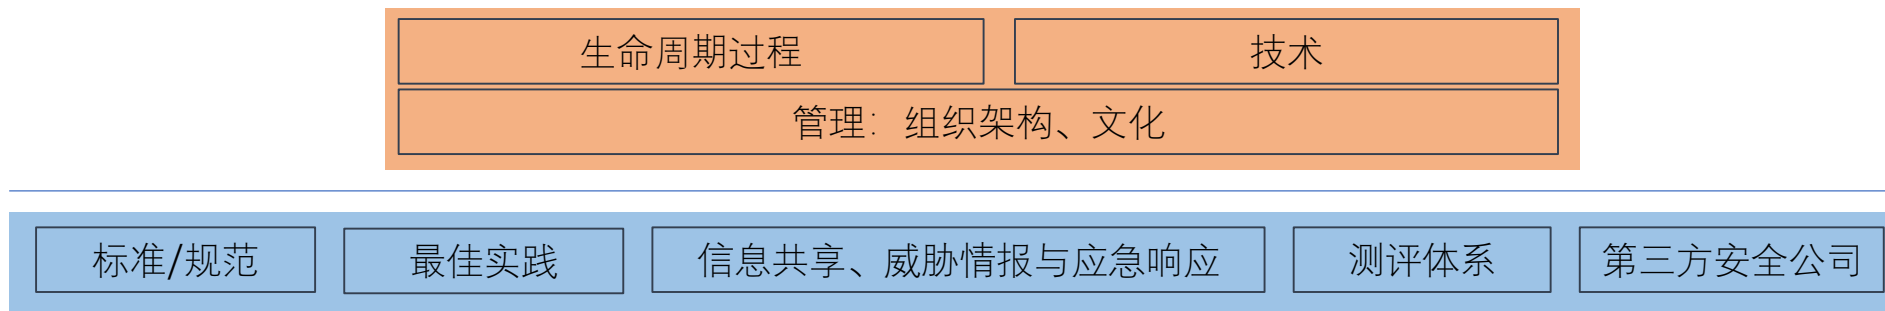 生命周期过程
技术
管理：组织架构、文化
标准/规范
最佳实践
信息共享、威胁情报与应急响应
测评体系
第三方安全公司